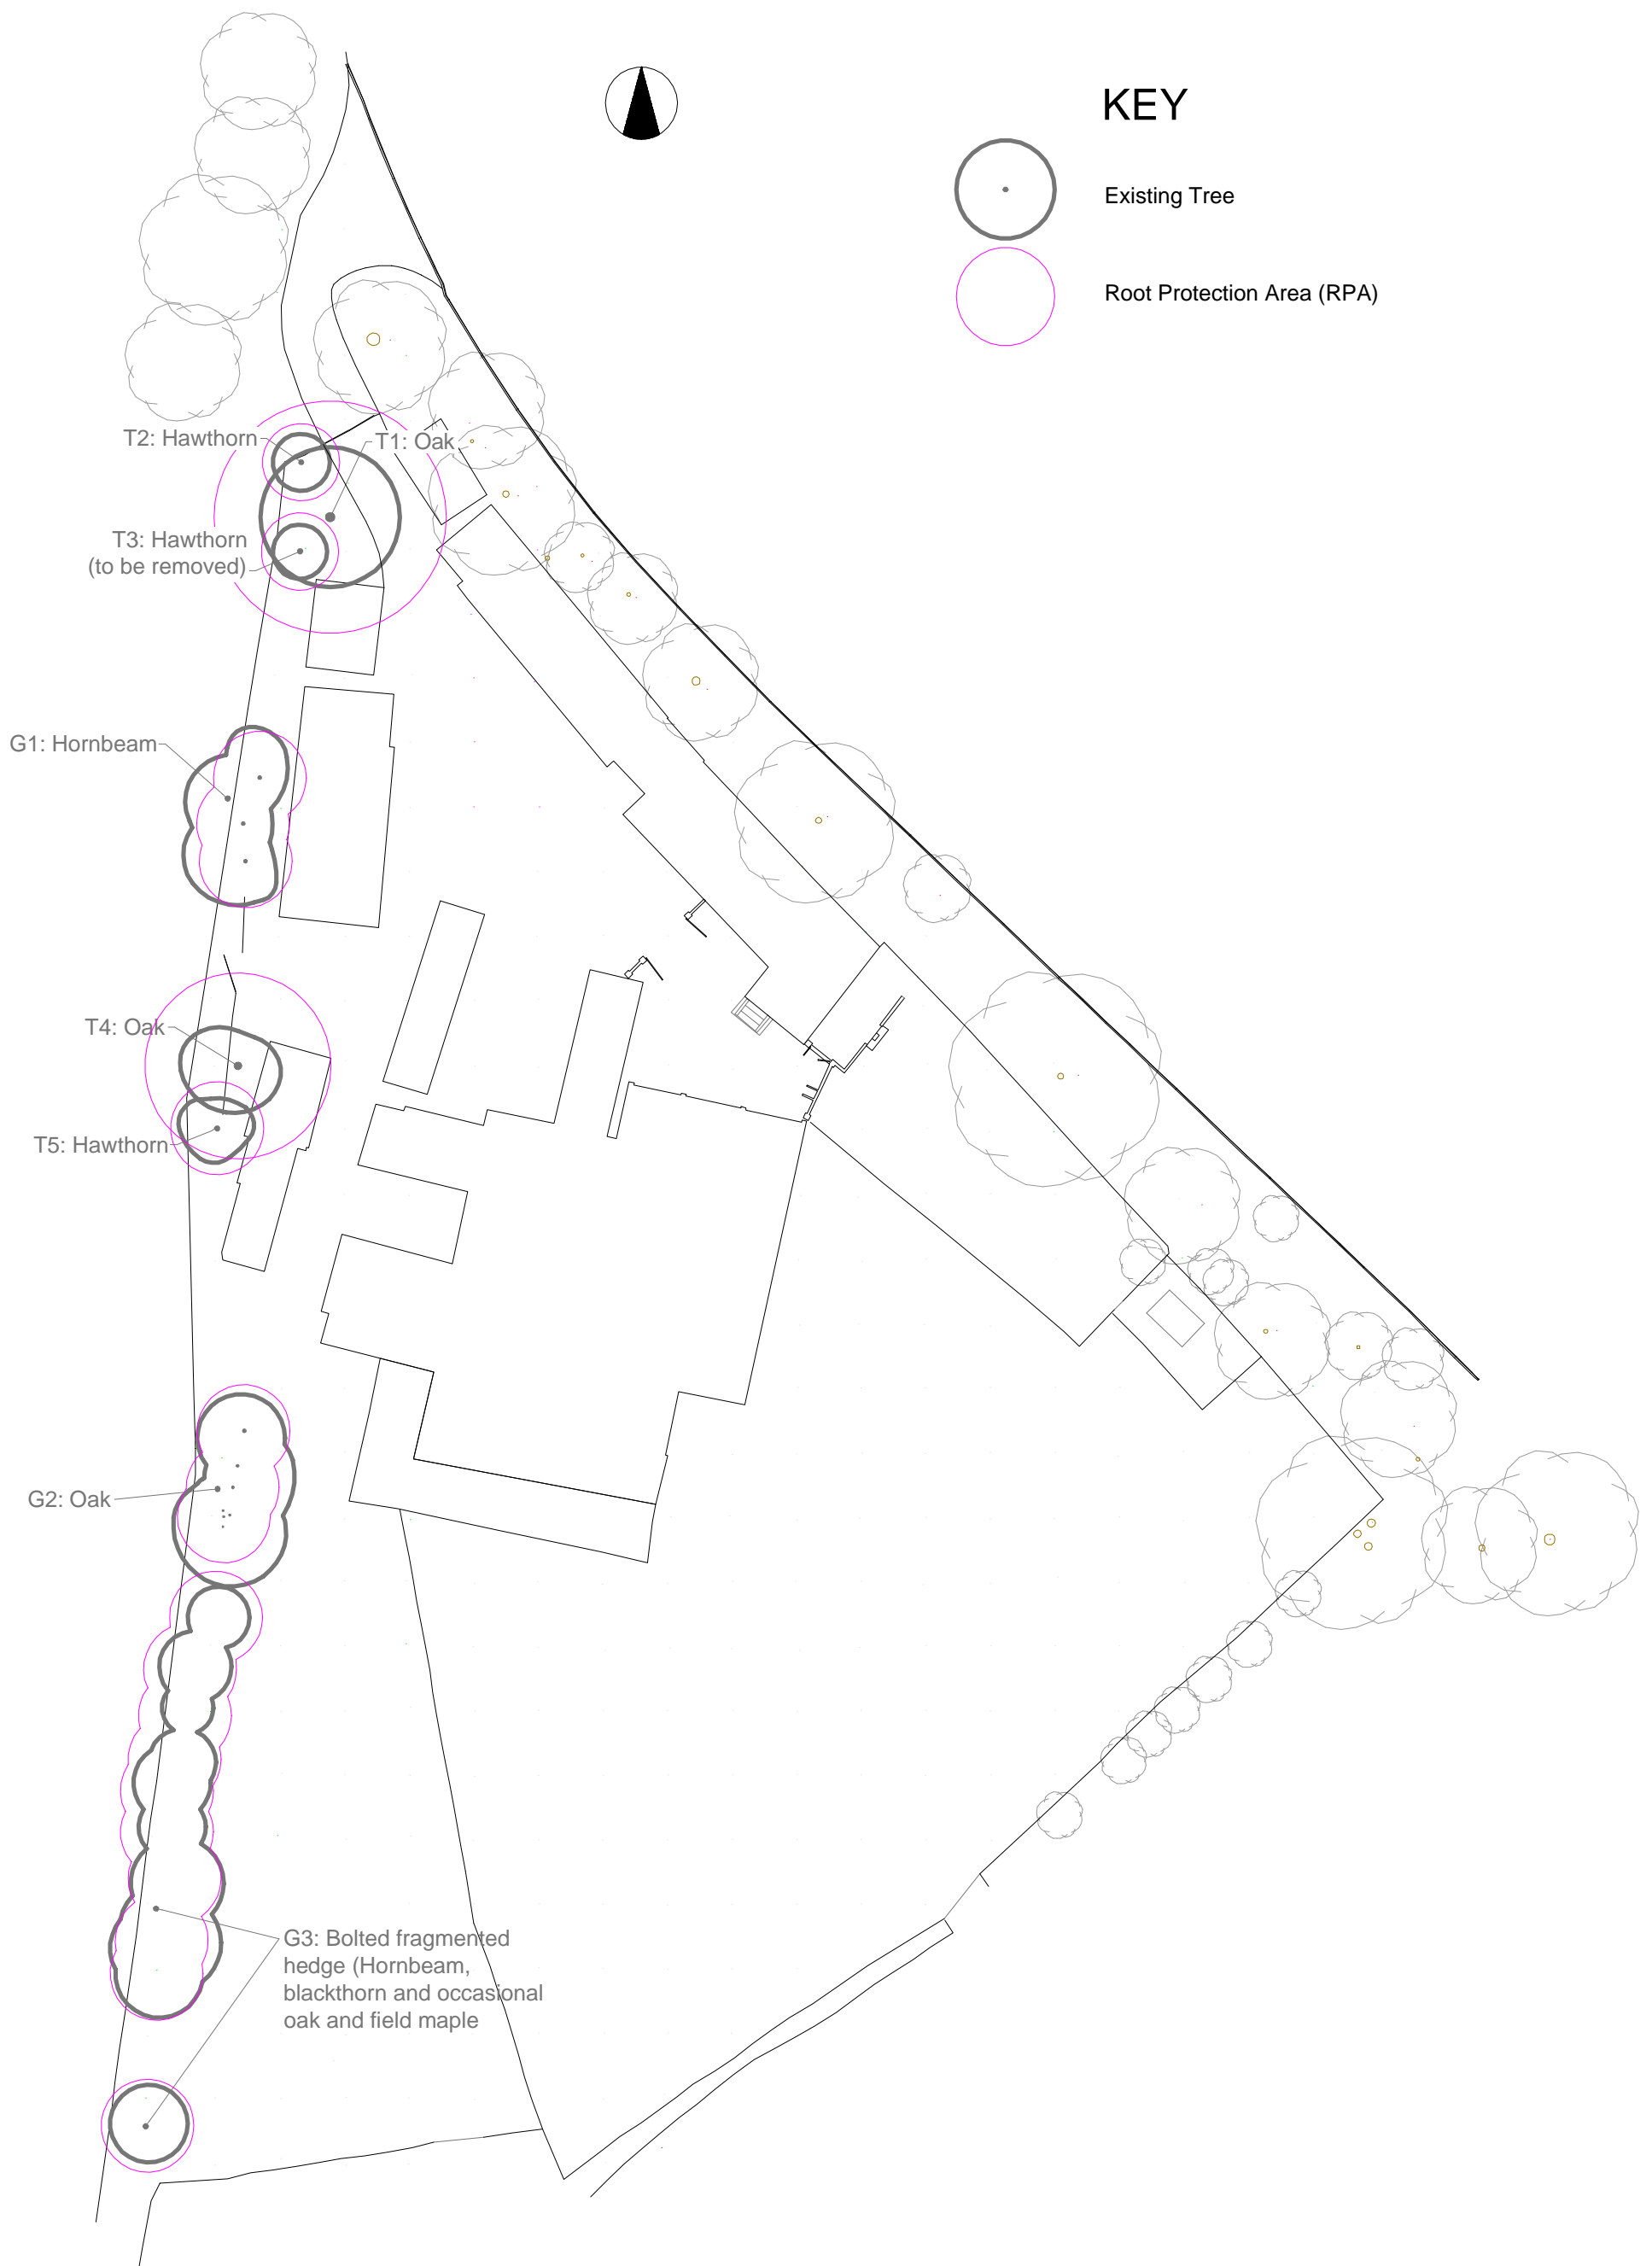 KEY
Existing Tree
Root Protection Area (RPA)
T2: Hawthorn
T1: Oak
T3: Hawthorn
(to be removed)
G1: Hornbeam
T4: Oak
T5: Hawthorn
G2: Oak
G3: Bolted fragmented
hedge (Hornbeam,
blackthorn and occasional
oak and field maple